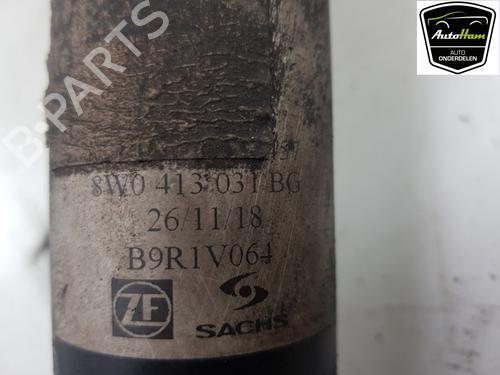 AutoHam
AUTO
ONDERDELEN
B-PARTS
8W0 413 031 BG
26/11/18
B9R1V064
ZF
SACHS